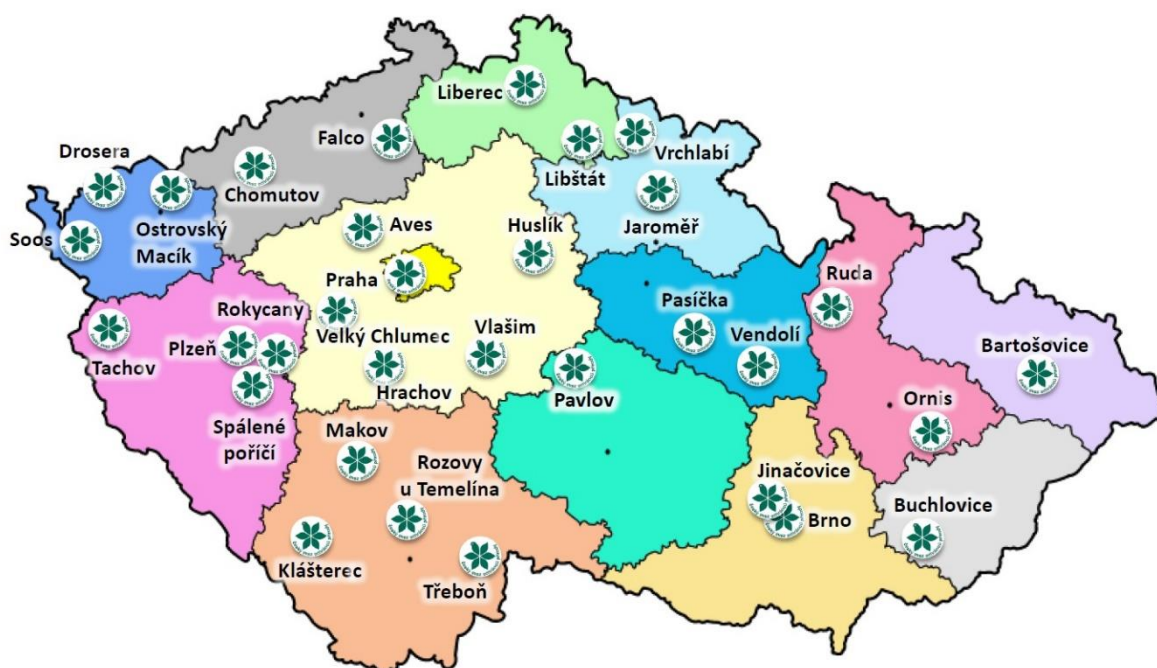 Liberec
Falco
Vrchlabí
Libštát
Drosera
Chomutov
Ostrovský
Macík
Soos
Aves
Huslík
Jaroměř
Praha
Ruda
Rokycany
Velký Chlumec
Vlašim
Pasíčka
Vendolí
Plzeň
Tachov
Bartošovice
Hrachov
Pavlov
Ornis
Spálené
poříčí
Makov
Rozovy
u Temelína
Jinačovice
Brno
Buchlovice
Klášterec
Třeboň